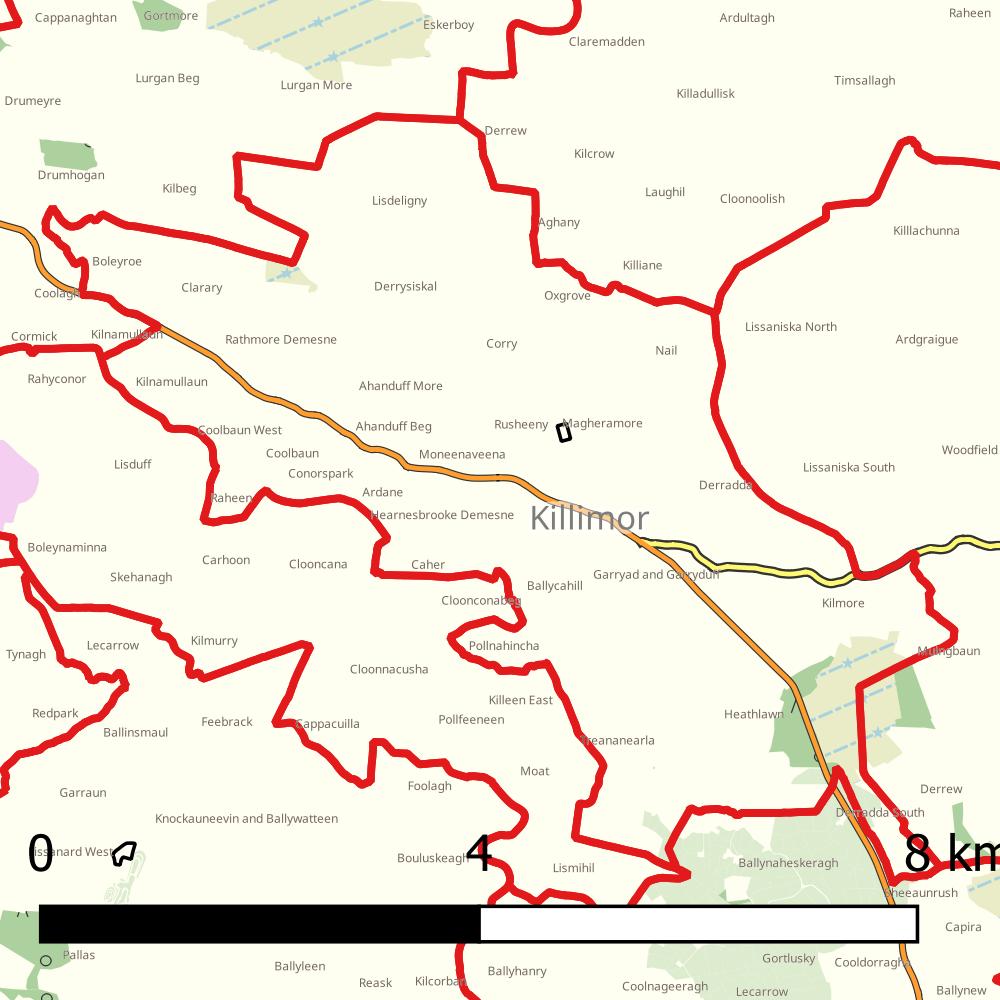 Cappanaghtan
Gortmore
Eskerboy
Ardultagh
Raheen
Claremadden
Lurgan Beg
Lurgan More
Timsallagh
Killadullisk
Drumeyre
Derrew
Kilcrow
Drumhogan
Kilbeg
Lisdeligny
Laughil
Cloonoolish
Aghany
Killlachunna
Boleyroe
Killiane
Clarary
Derrysiskal
Oxgrove
Coolagh
Lissaniska North
Cormick
Kilnamullaun
Rathmore Demesne
Corry
Nail
Ardgraigue
Rahyconor
Kilnamullaun
Ahanduff More
Coolbaun West
Ahanduff Beg
Rusheeny
Magheramore
Coolbaun
Moneenaveena
Woodfield
Lisduff
Conorspark
Lissaniska South
Raheen
Ardane
Derradda
Hearnesbrooke Demesne
Killimor
Boleynaminna
Carhoon
Clooncana
Caher
Garryad and Garryduff
Skehanagh
Ballycahill
Cloonconabeg
Kilmore
Tynagh
Lecarrow
Kilmurry
Pollnahincha
Mullgbaun
Cloonnacusha
Killeen East
Redpark
Ballinsmaul
Feebrack
Cappacuilla
Pollfeeneen
Heathlawn
Treananearla
Moat
Garraun
Foolagh
Derrew
Knockauneevin and Ballywatteen
Derradda South
0
4
8 km
Lissanard West
Bouluskeagh
Lismihil
Ballynaheskeragh
Sheeaunrush
Capira
Pallas
Ballyleen
Reask
Kilcorban
Ballyhanry
Gortlusky
Cooldorragha
Coolnageeragh
Lecarrow
Ballynew